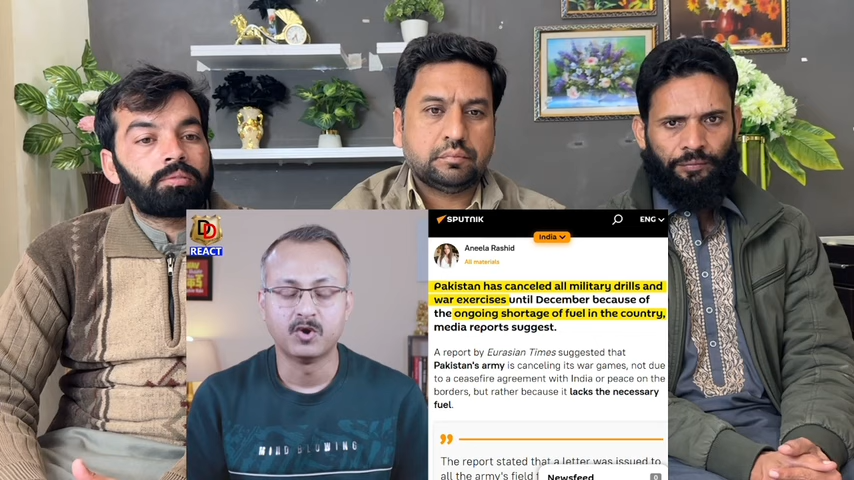 DD
REACT
MIND BLOWING
SPUTNIK
ENG
India
Aneela Rashid
All materials
Pakistan has canceled all military drills and
war exercises until December because of
the ongoing shortage of fuel in the country,
media reports suggest.
A report by Eurasian Times suggested that
Pakistan's army is canceling its war games, not due
to a ceasefire agreement with India or peace on the
borders, but rather because it lacks the necessary
fuel.
The report stated that a letter was issued to
all the army's field
Newsfeed
0